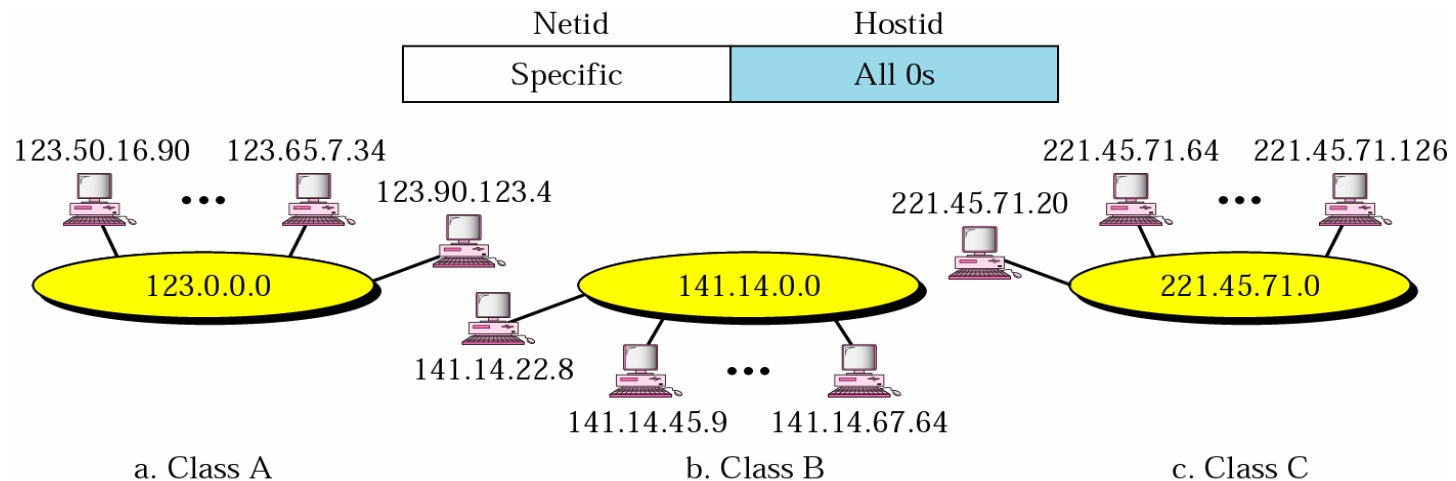 Netid Hostid
Specific All 0s
123.50.16.90 ••• 123.65.7.34
123.90.123.4
123.0.0.0
a. Class A
141.14.0.0
141.14.22.8
141.14.45.9 ••• 141.14.67.64
b. Class B
221.45.71.64 ••• 221.45.71.126
221.45.71.20
221.45.71.0
c. Class C